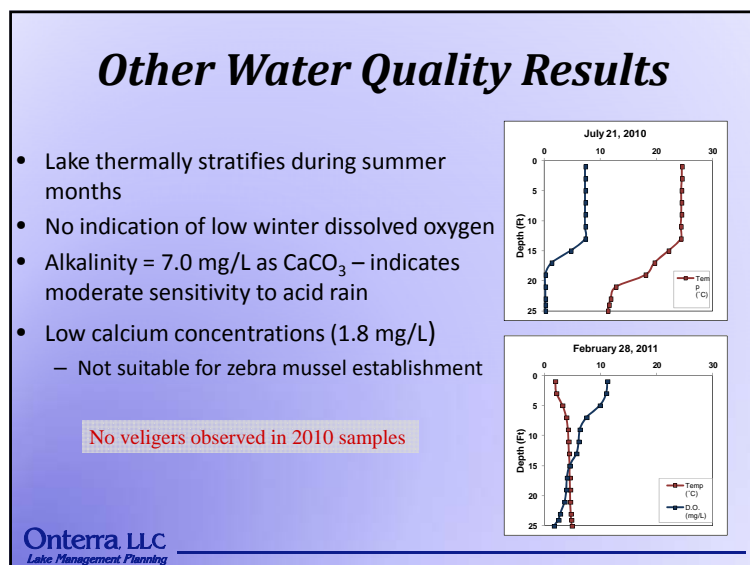 Other Water Quality Results
• Lake thermally stratifies during summer
months
• No indication of low winter dissolved oxygen
• Alkalinity = 7.0 mg/L as CaCO₃ – indicates
moderate sensitivity to acid rain
• Low calcium concentrations (1.8 mg/L)
– Not suitable for zebra mussel establishment
No veligers observed in 2010 samples
July 21, 2010
0 10 20 30
0
5
10
15
20
25
Depth (Ft)
Tem
p
(˚C)
February 28, 2011
0 10 20 30
0
5
10
15
20
25
Depth (Ft)
Temp
(˚C)
D.O.
(mg/L)
Onterra, LLC
Lake Management Planning